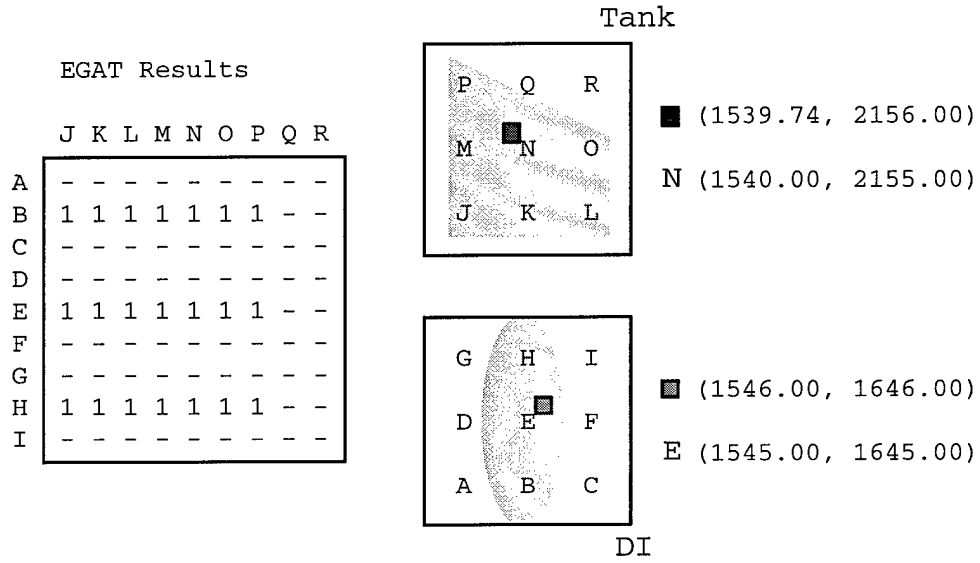 EGAT Results
J K L M N O P Q R
A - - - - - - - - -
B 1 1 1 1 1 1 1 - -
C - - - - - - - - -
D - - - - - - - - -
E 1 1 1 1 1 1 1 - -
F - - - - - - - - -
G - - - - - - - - -
H 1 1 1 1 1 1 1 - -
I - - - - - - - - -
Tank
P Q R
M N O
J K L
(1539.74, 2156.00)
N (1540.00, 2155.00)
G H I
D E F
A B C
(1546.00, 1646.00)
E (1545.00, 1645.00)
DI